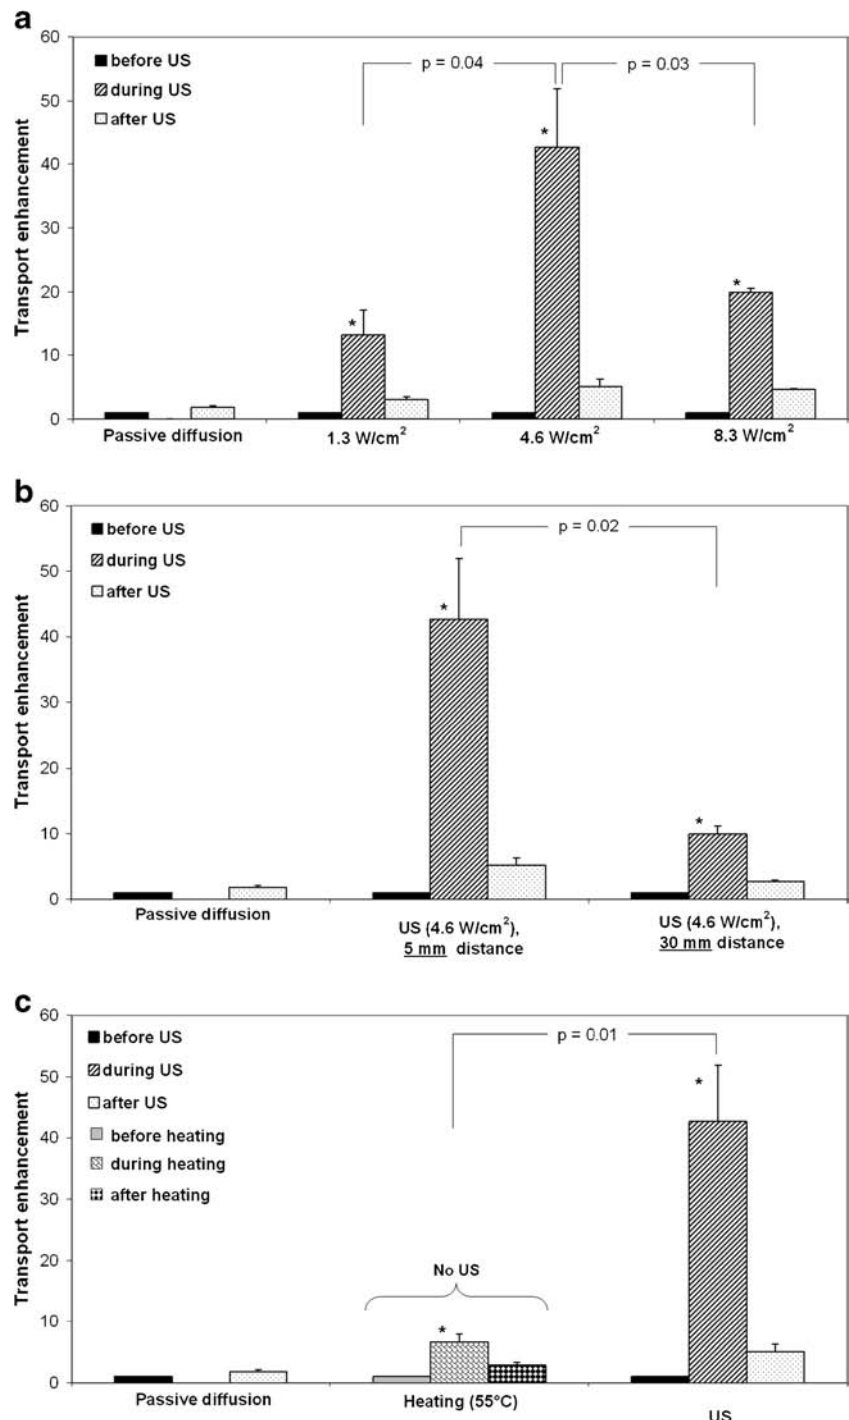 a
60
50
40
30
20
10
0
Transport enhancement
before US
during US
after US
p = 0.04
p = 0.03
*
*
*
Passive diffusion
1.3 W/cm²
4.6 W/cm²
8.3 W/cm²
b
60
50
40
30
20
10
0
Transport enhancement
before US
during US
after US
p = 0.02
*
*
Passive diffusion
US (4.6 W/cm²),
5 mm distance
US (4.6 W/cm²),
30 mm distance
c
60
50
40
30
20
10
0
Transport enhancement
before US
during US
after US
before heating
during heating
after heating
p = 0.01
No US
*
*
Passive diffusion
Heating (55°C)
US